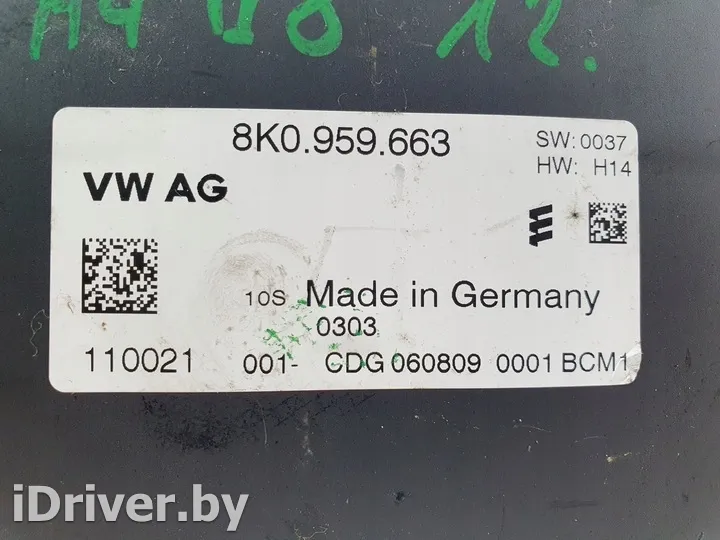 A4 08 12.
8K0.959.663
SW:0037
HW: H14
VW AG
10S Made in Germany
0303
110021 001- CDG 060809 0001 BCM1
iDriver.by